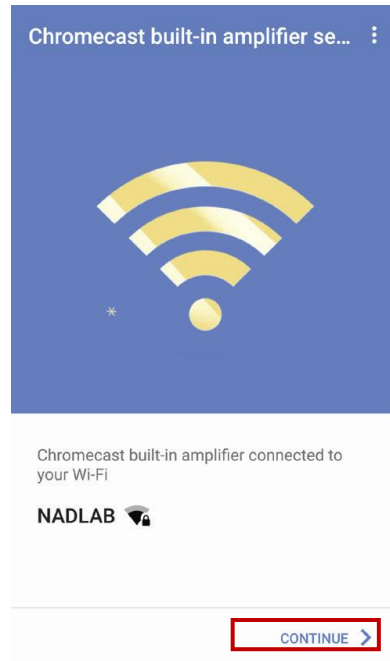 Chromecast built-in amplifier se...
Chromecast built-in amplifier connected to
your Wi-Fi
NADLAB
CONTINUE